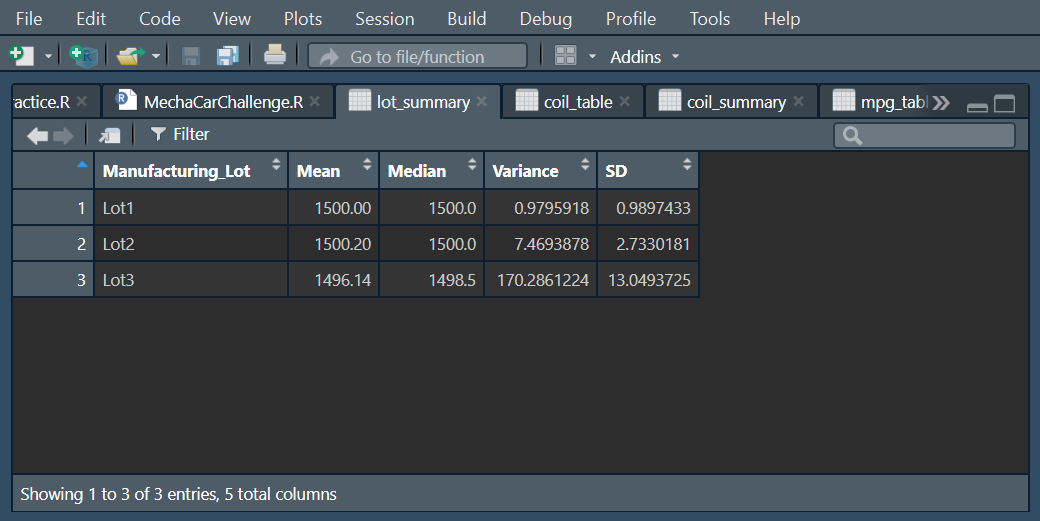 File Edit Code View Plots Session Build Debug Profile Tools Help
Go to file/function Addins
ractice.R MechaCarChallenge.R lot_summary coil_table coil_summary mpg_tabl
Filter
Manufacturing_Lot Mean Median Variance SD
1 Lot1 1500.00 1500.0 0.9795918 0.9897433
2 Lot2 1500.20 1500.0 7.4693878 2.7330181
3 Lot3 1496.14 1498.5 170.2861224 13.0493725
Showing 1 to 3 of 3 entries, 5 total columns